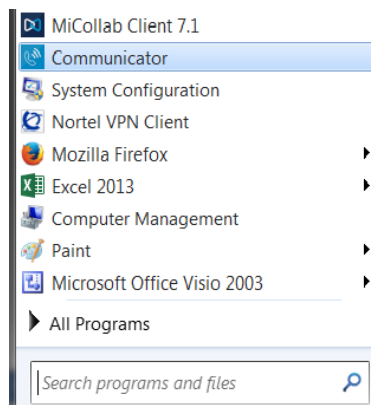 MiCollab Client 7.1
Communicator
System Configuration
Nortel VPN Client
Mozilla Firefox
Excel 2013
Computer Management
Paint
Microsoft Office Visio 2003
All Programs
Search programs and files